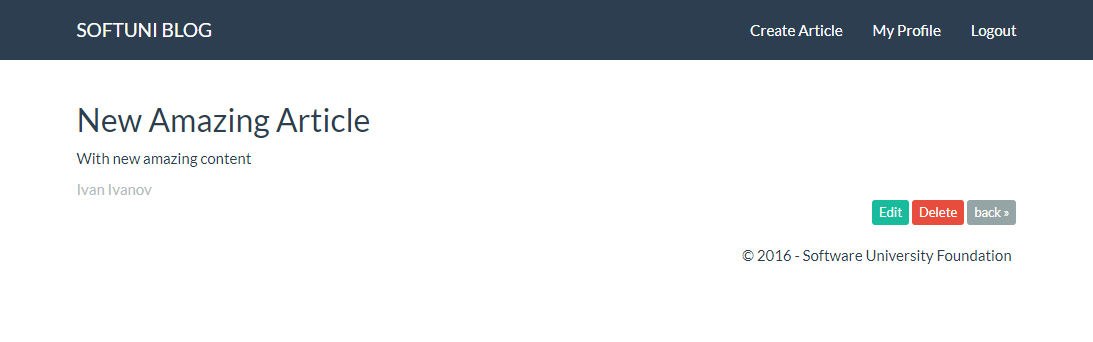 SOFTUNI BLOG Create Article My Profile Logout
New Amazing Article
With new amazing content
Ivan Ivanov
Edit Delete back »
© 2016 - Software University Foundation